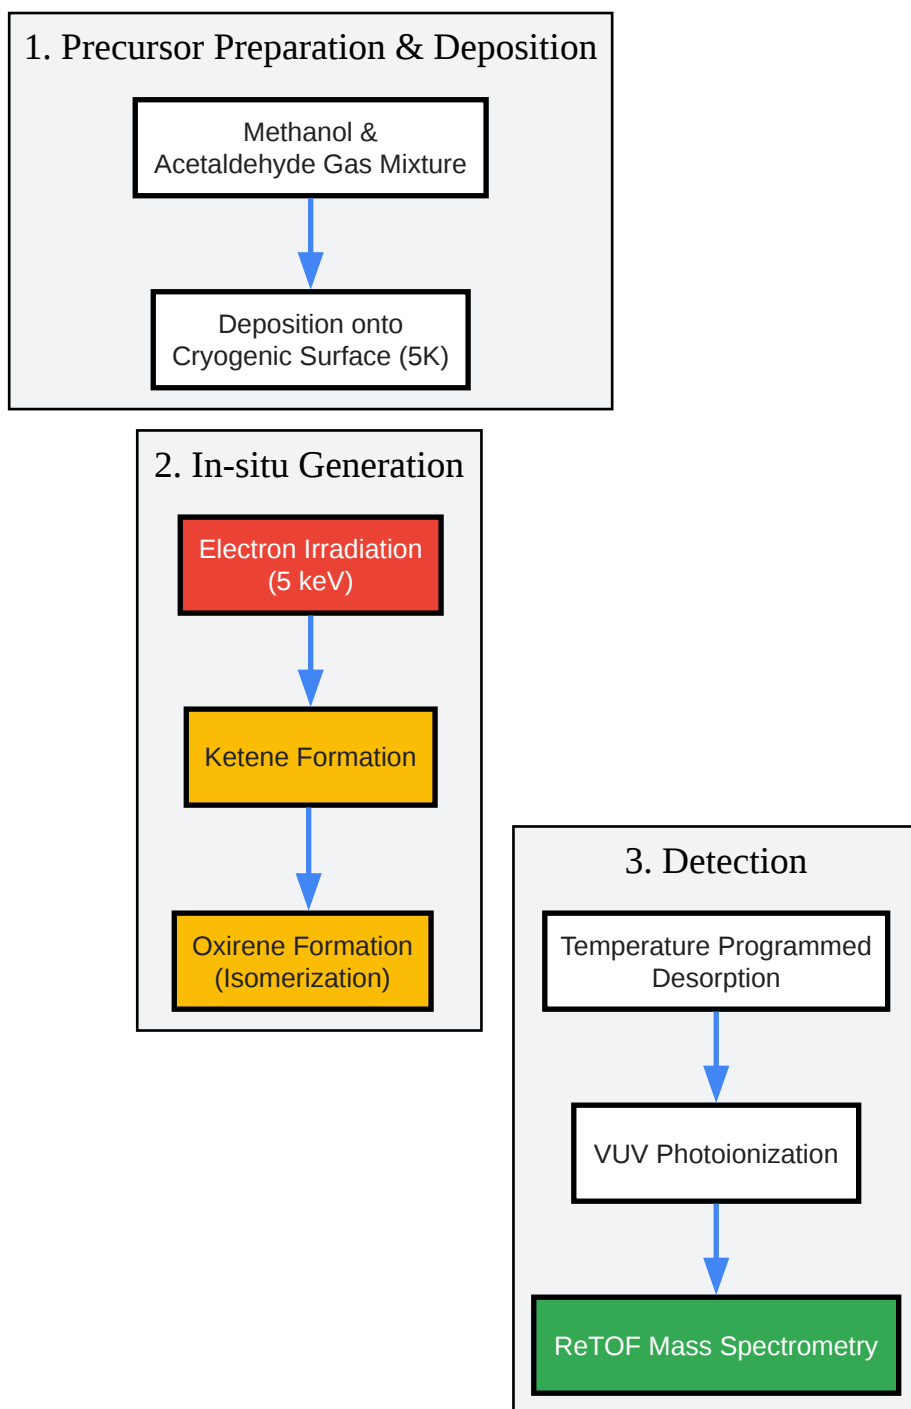 1. Precursor Preparation & Deposition
Methanol &
Acetaldehyde Gas Mixture
Deposition onto
Cryogenic Surface (5K)
2. In-situ Generation
Electron Irradiation
(5 keV)
Ketene Formation
Oxirene Formation
(Isomerization)
3. Detection
Temperature Programmed
Desorption
VUV Photoionization
ReTOF Mass Spectrometry